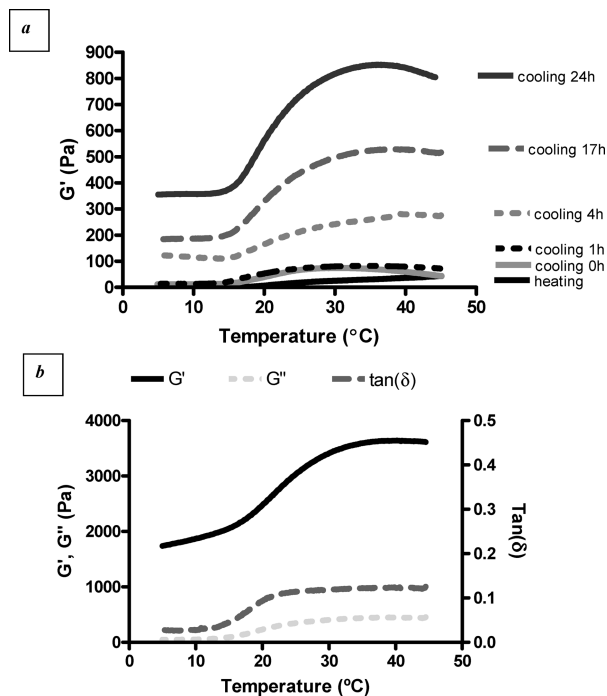 a
900
800
700
600
500
400
300
200
100
0
G' (Pa)
0 10 20 30 40 50
Temperature (°C)
cooling 24h
cooling 17h
cooling 4h
cooling 1h
cooling 0h
heating
b
G' G'' tan(δ)
4000
3000
2000
1000
0
G', G'' (Pa)
0.5
0.4
0.3
0.2
0.1
0.0
Tan(δ)
0 10 20 30 40 50
Temperature (ºC)